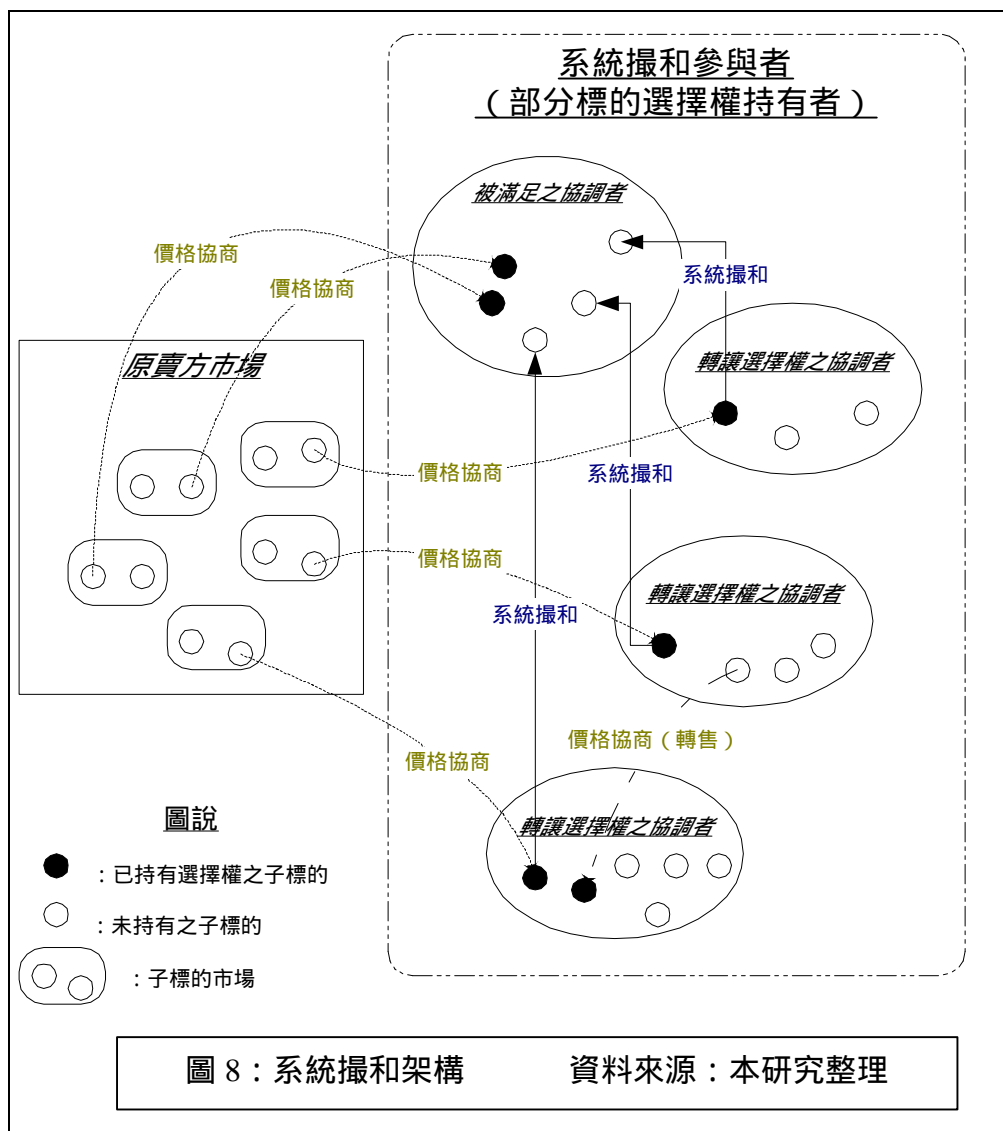 系統撮和參與者
（部分標的選擇權持有者）
被滿足之協調者
價格協商
價格協商
系統撮和
原賣方市場
轉讓選擇權之協調者
價格協商
系統撮和
價格協商
轉讓選擇權之協調者
系統撮和
價格協商（轉售）
價格協商
轉讓選擇權之協調者
圖說
：已持有選擇權之子標的
：未持有之子標的
：子標的市場
圖 8：系統撮和架構 資料來源：本研究整理